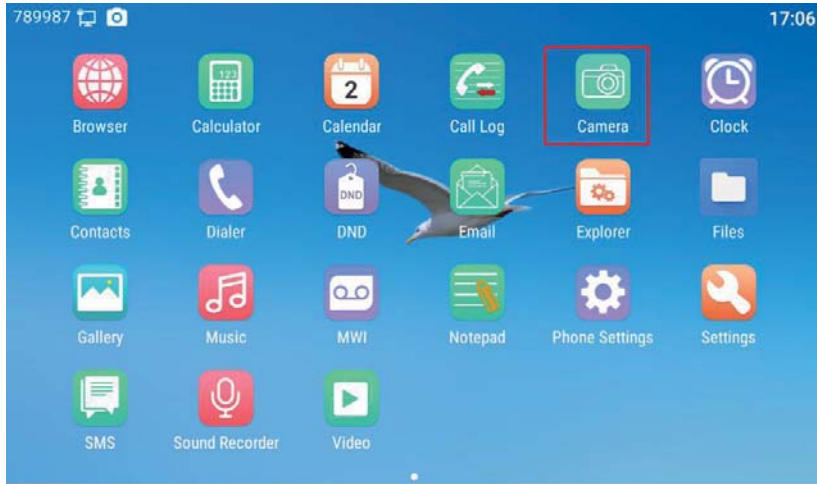 789987 17:06
Browser Calculator Calendar Call Log Camera Clock
123
2
Contacts Dialer DND Email Explorer Files
DND
Gallery Music MWI Notepad Phone Settings Settings
SMS Sound Recorder Video